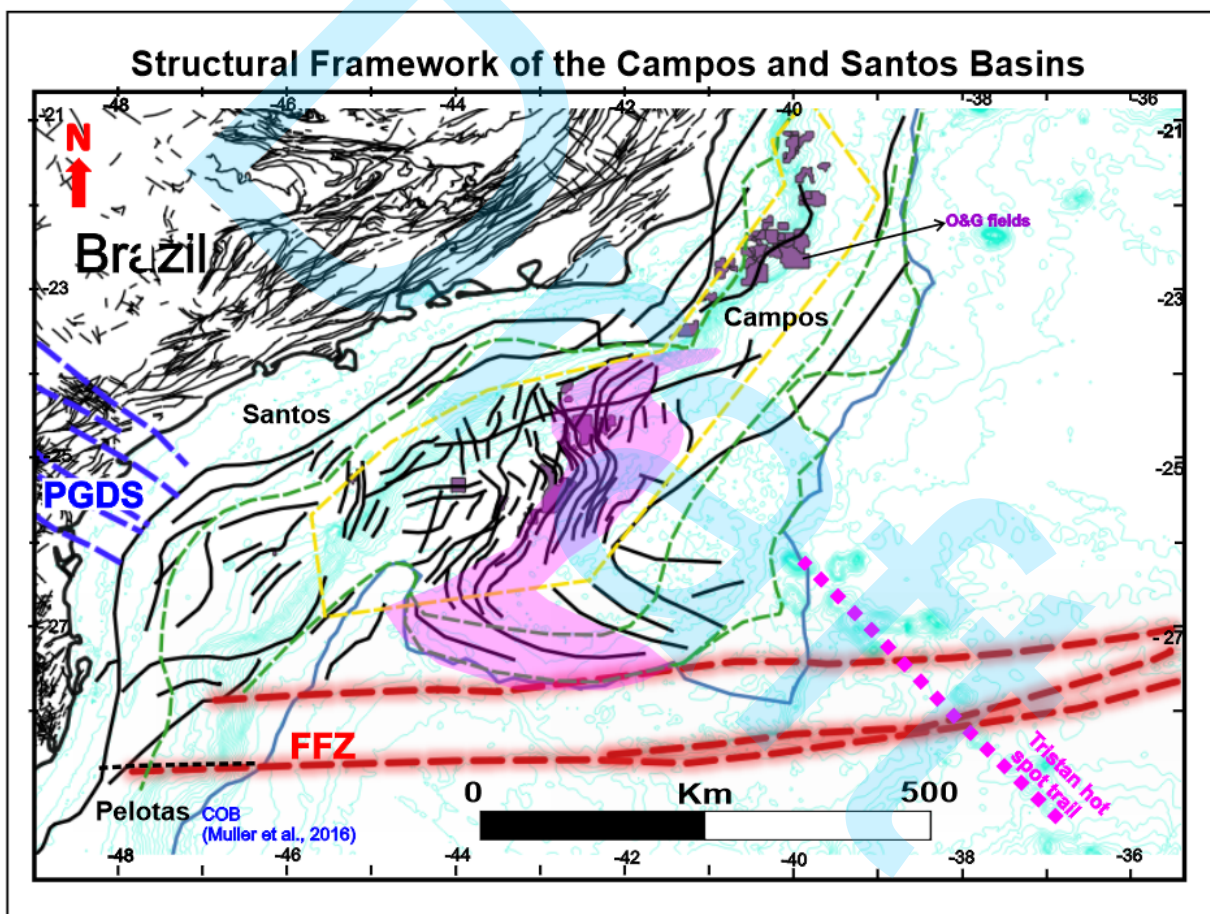 Structural Framework of the Campos and Santos Basins
-48
-46
-44
-42
-40
-38
-36
-21
-21
N
O&G fields
Brazil
-23
-23
Campos
Santos
-25
-25
PGDS
-27
-27
FFZ
Tristan hot
spot trail
0
Km
500
Pelotas
COB
(Muller et al., 2016)
-48
-46
-44
-42
-40
-38
-36